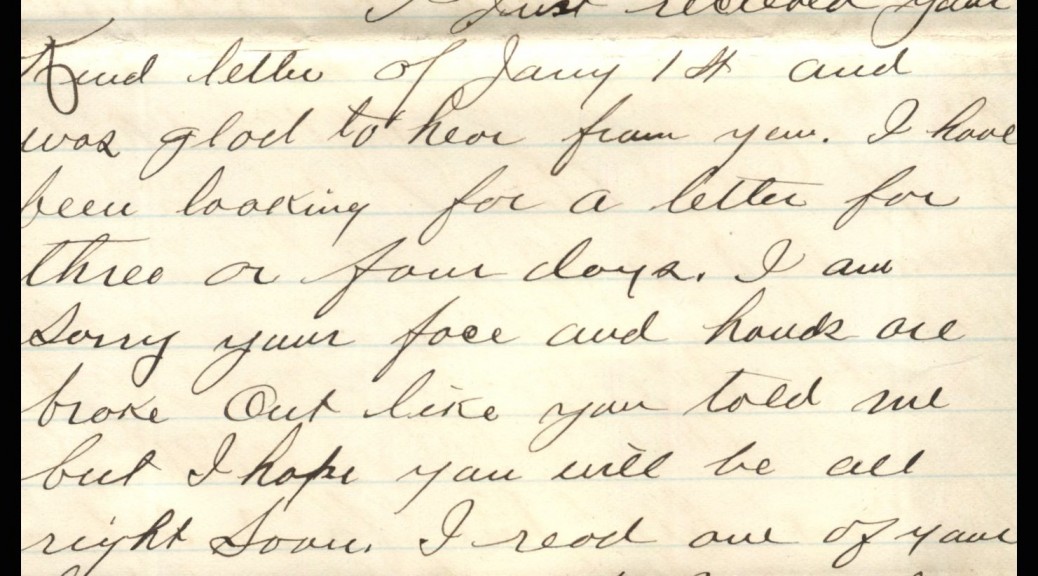 I Just received your
Kind letter of Jany 14 and
was glad to hear from you. I have
been looking for a letter for
three or four days. I am
Sorry your face and hands are
broke Out like you told me
but I hope you will be all
right Soon. I read one of your